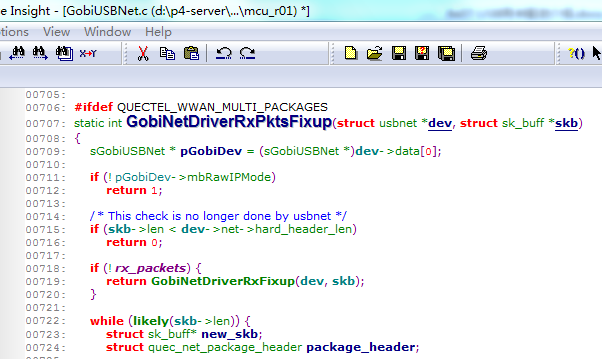 e Insight - [GobiUSBNet.c (d:\p4-server\...\mcu_r01) *]
tions View Window Help
00705:
00706: #ifdef QUECTEL_WWAN_MULTI_PACKAGES
00707: static int GobiNetDriverRxPktsFixup(struct usbnet *dev, struct sk_buff *skb)
00708: {
00709: sGobiUSBNet * pGobiDev = (sGobiUSBNet *)dev->data[0];
00710:
00711: if (! pGobiDev->mbRawIPMode)
00712: return 1;
00713:
00714: /* This check is no longer done by usbnet */
00715: if (skb->len < dev->net->hard_header_len)
00716: return 0;
00717:
00718: if (! rx_packets) {
00719: return GobiNetDriverRxFixup(dev, skb);
00720: }
00721:
00722: while (likely(skb->len)) {
00723: struct sk_buff* new_skb;
00724: struct quec_net_package_header package_header;